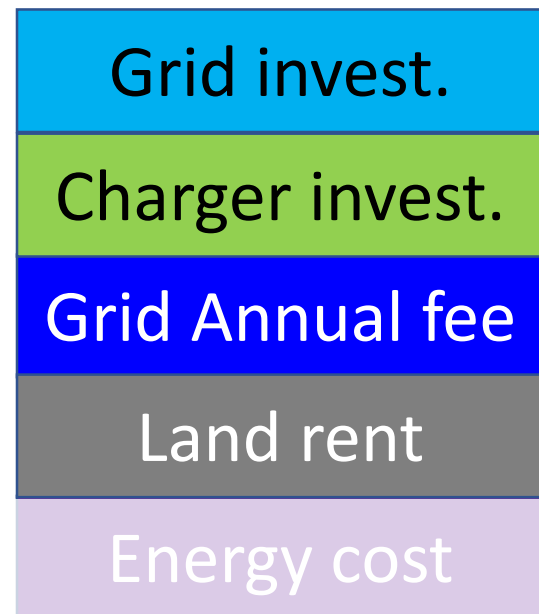 Grid invest.
Charger invest.
Grid Annual fee
Land rent
Energy cost